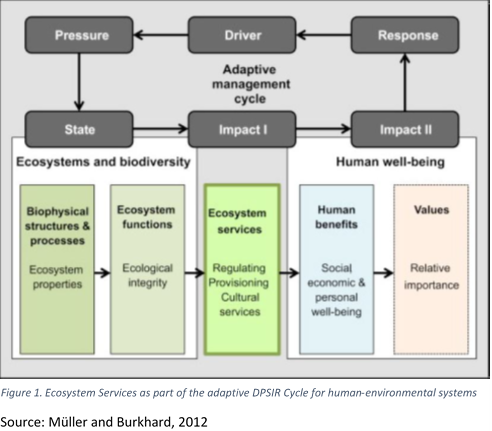 Pressure
Driver
Response
Adaptive
management
cycle
State
Impact I
Impact II
Ecosystems and biodiversity
Human well-being
Biophysical
structures &
processes
Ecosystem
properties
Ecosystem
functions
Ecological
integrity
Ecosystem
services
Regulating
Provisioning
Cultural
services
Human
benefits
Social
economic &
personal
well-being
Values
Relative
importance
Figure 1. Ecosystem Services as part of the adaptive DPSIR Cycle for human-environmental systems
Source: Müller and Burkhard, 2012